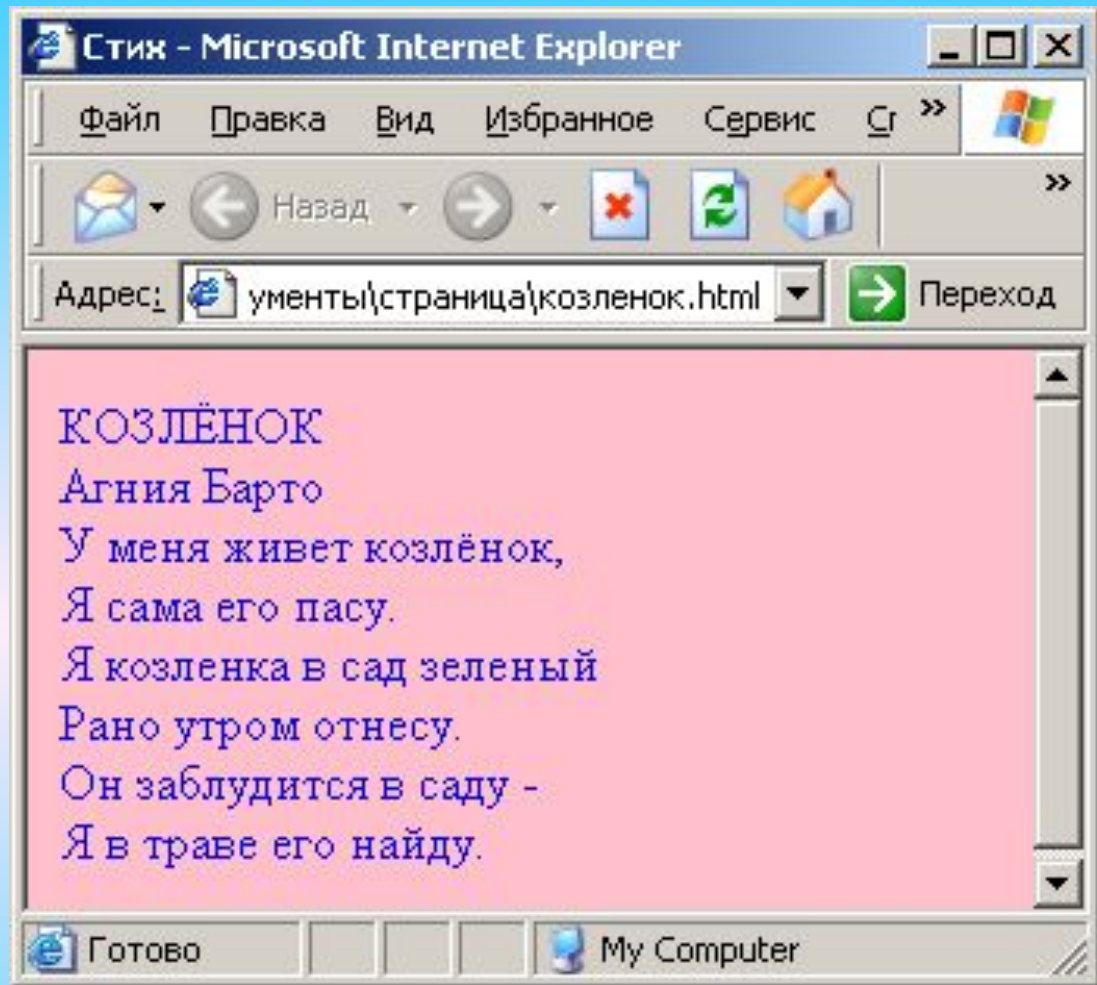 Стих - Microsoft Internet Explorer
Файл Правка Вид Избранное Сервис Сг »
Назад »
Адрес: ументы\страница\козленок.html Переход
КОЗЛЁНОК
Агния Барто
У меня живет козлёнок,
Я сама его пасу.
Я козленка в сад зеленый
Рано утром отнесу.
Он заблудится в саду -
Я в траве его найду.
Готово My Computer